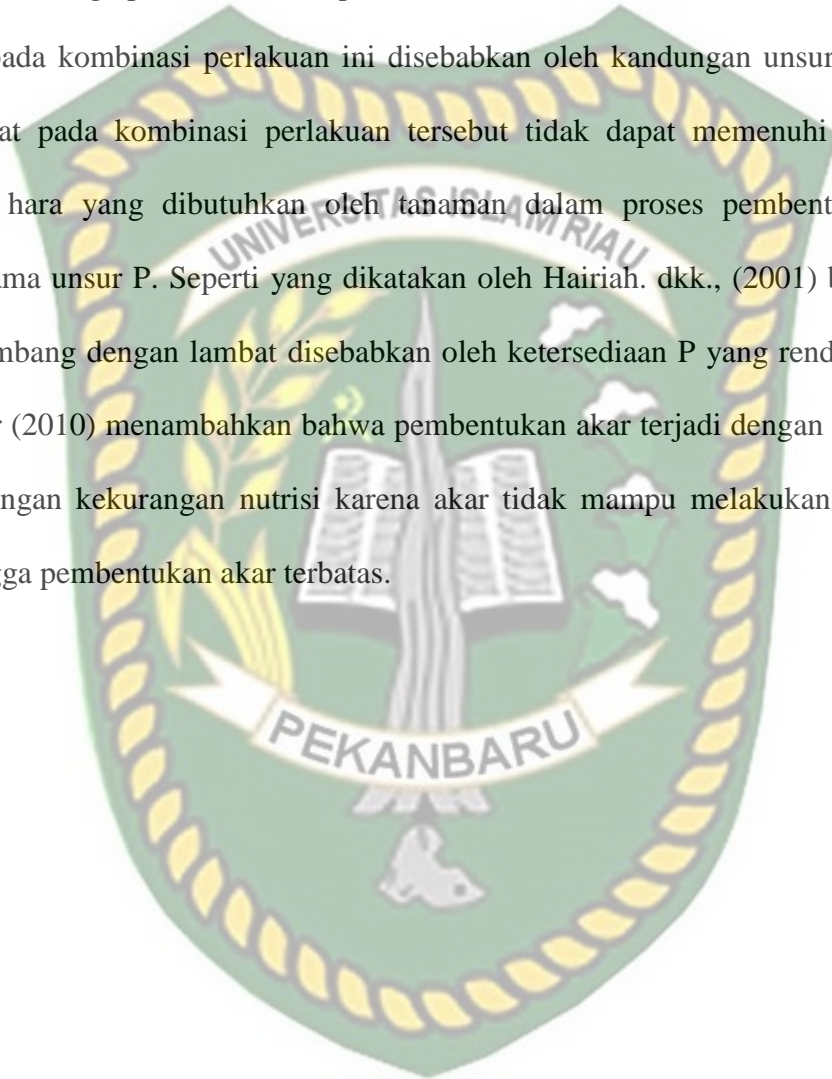 pada kombinasi perlakuan ini disebabkan oleh kandungan unsur
at pada kombinasi perlakuan tersebut tidak dapat memenuhi
hara yang dibutuhkan oleh tanaman dalam proses pembent
UNIVERSITAS ISLAM RIAU
ama unsur P. Seperti yang dikatakan oleh Hairiah. dkk., (2001) b
mbang dengan lambat disebabkan oleh ketersediaan P yang rend
r (2010) menambahkan bahwa pembentukan akar terjadi dengan
ngan kekurangan nutrisi karena akar tidak mampu melakukan
gga pembentukan akar terbatas.
PEKANBARU